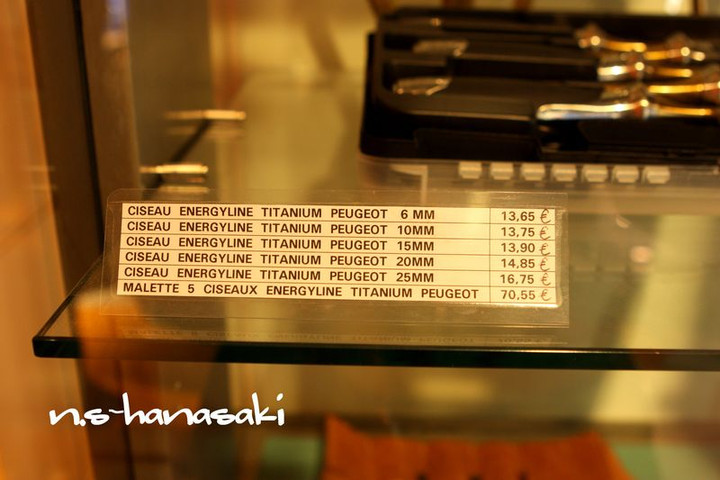 CISEAU ENERGYLINE TITANIUM PEUGEOT 6 MM 13,65 €
CISEAU ENERGYLINE TITANIUM PEUGEOT 10MM 13,75 €
CISEAU ENERGYLINE TITANIUM PEUGEOT 15MM 13,90 €
CISEAU ENERGYLINE TITANIUM PEUGEOT 20MM 14,85 €
CISEAU ENERGYLINE TITANIUM PEUGEOT 25MM 16,75 €
MALETTE 5 CISEAUX ENERGYLINE TITANIUM PEUGEOT 70,55 €
n.s-hanasaki